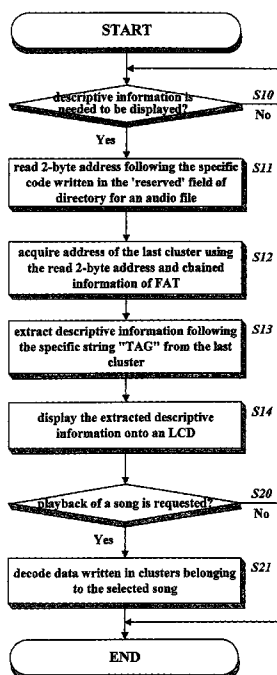 START
descriptive information is
needed to be displayed?
S10
No
Yes
read 2-byte address following the specific
code written in the 'reserved' field of
directory for an audio file
S11
acquire address of the last cluster using
the read 2-byte address and chained
information of FAT
S12
extract descriptive information following
the specific string "TAG" from the last
cluster
S13
display the extracted descriptive
information onto an LCD
S14
playback of a song is requested?
S20
No
Yes
decode data written in clusters belonging
to the selected song
S21
END